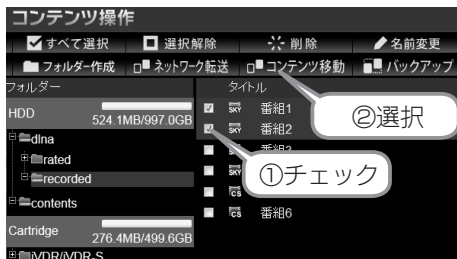 コンテンツ操作
すべて選択 選択解除 削除 名前変更
フォルダー作成 ネットワーク転送 コンテンツ移動 バックアップ
フォルダー タイトル
HDD 524.1MB/997.0GB
SKY 番組1
②選択
dlna
SKY 番組2
rated
SKY
①チェック
recorded
CS
contents
CS 番組6
Cartridge 276.4MB/499.6GB
iVDR/iVDR-S